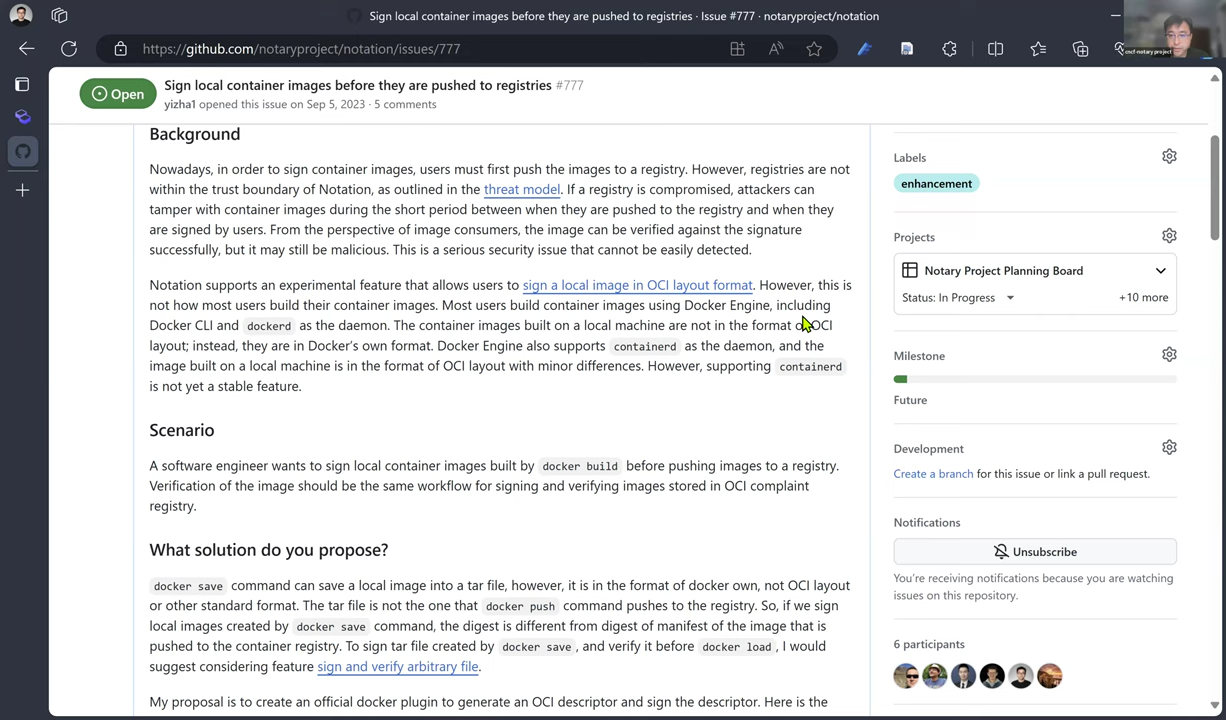 Sign local container images before they are pushed to registries · Issue #777 · notaryproject/notation
https://github.com/notaryproject/notation/issues/777
cncf-notary project
Open
Sign local container images before they are pushed to registries #777
yizha1 opened this issue on Sep 5, 2023 · 5 comments
Background
Nowadays, in order to sign container images, users must first push the images to a registry. However, registries are not
within the trust boundary of Notation, as outlined in the threat model. If a registry is compromised, attackers can
tamper with container images during the short period between when they are pushed to the registry and when they
are signed by users. From the perspective of image consumers, the image can be verified against the signature
successfully, but it may still be malicious. This is a serious security issue that cannot be easily detected.
Notation supports an experimental feature that allows users to sign a local image in OCI layout format. However, this is
not how most users build their container images. Most users build container images using Docker Engine, including
Docker CLI and dockerd as the daemon. The container images built on a local machine are not in the format of OCI
layout; instead, they are in Docker's own format. Docker Engine also supports containerd as the daemon, and the
image built on a local machine is in the format of OCI layout with minor differences. However, supporting containerd
is not yet a stable feature.
Scenario
A software engineer wants to sign local container images built by docker build before pushing images to a registry.
Verification of the image should be the same workflow for signing and verifying images stored in OCI complaint
registry.
What solution do you propose?
docker save command can save a local image into a tar file, however, it is in the format of docker own, not OCI layout
or other standard format. The tar file is not the one that docker push command pushes to the registry. So, if we sign
local images created by docker save command, the digest is different from digest of manifest of the image that is
pushed to the container registry. To sign tar file created by docker save, and verify it before docker load, I would
suggest considering feature sign and verify arbitrary file.
My proposal is to create an official docker plugin to generate an OCI descriptor and sign the descriptor. Here is the
Labels
enhancement
Projects
Notary Project Planning Board
Status: In Progress
+10 more
Milestone
Future
Development
Create a branch for this issue or link a pull request.
Notifications
Unsubscribe
You're receiving notifications because you are watching
issues on this repository.
6 participants